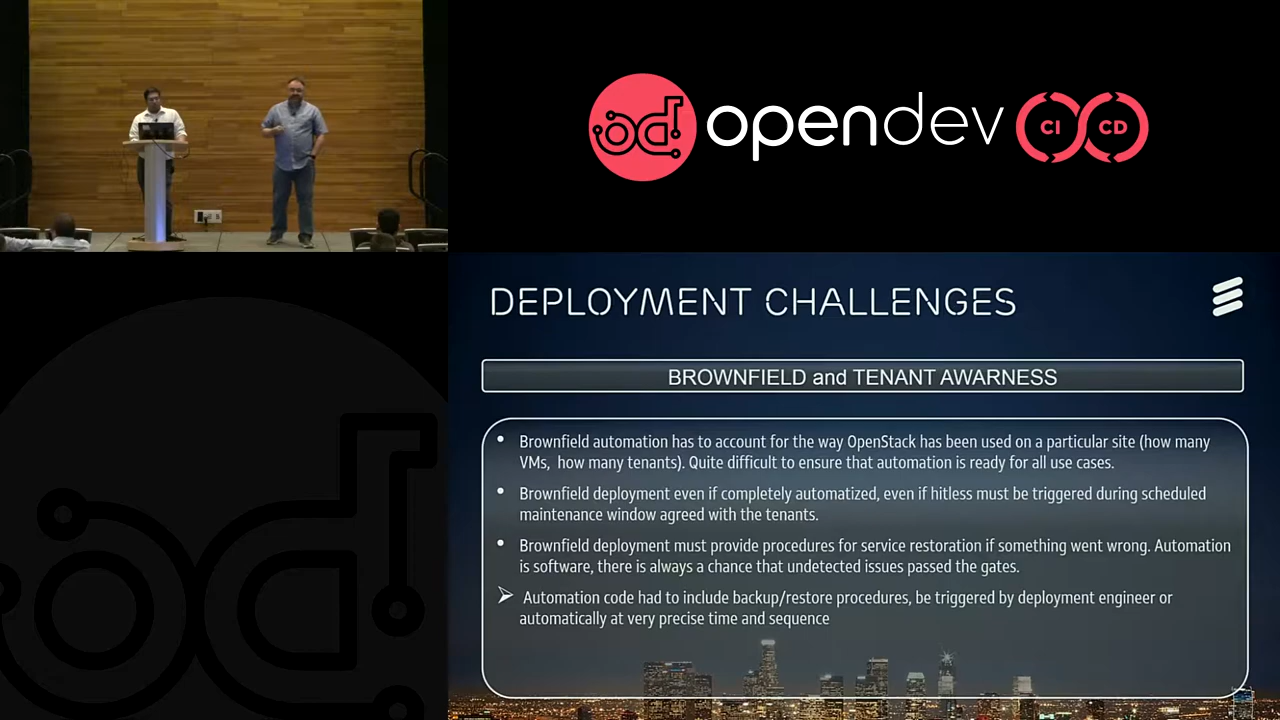 opendev CI CD
DEPLOYMENT CHALLENGES
BROWNFIELD and TENANT AWARNESS
• Brownfield automation has to account for the way OpenStack has been used on a particular site (how many
VMs, how many tenants). Quite difficult to ensure that automation is ready for all use cases.
• Brownfield deployment even if completely automatized, even if hitless must be triggered during scheduled
maintenance window agreed with the tenants.
• Brownfield deployment must provide procedures for service restoration if something went wrong. Automation
is software, there is always a chance that undetected issues passed the gates.
➢ Automation code had to include backup/restore procedures, be triggered by deployment engineer or
automatically at very precise time and sequence